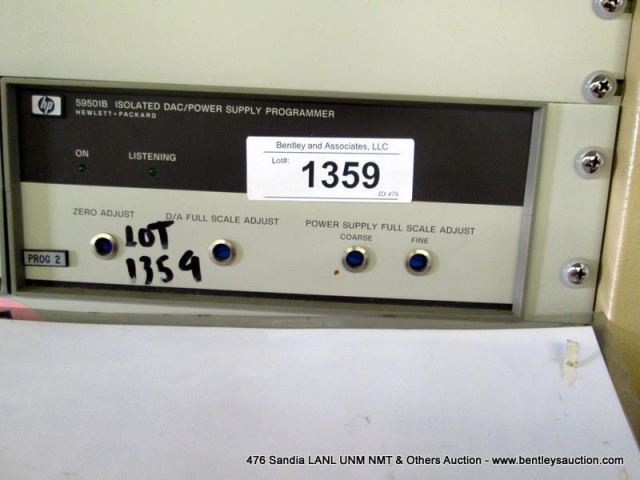 hp
59501B ISOLATED DAC/POWER SUPPLY PROGRAMMER
HEWLETT • PACKARD
ON
LISTENING
Bentley and Associates, LLC
Lot#:
1359
ID:476
ZERO ADJUST
D/A FULL SCALE ADJUST
POWER SUPPLY FULL SCALE ADJUST
COARSE
FINE
LOT
1359
PROG 2
476 Sandia LANL UNM NMT & Others Auction - www.bentleysauction.com